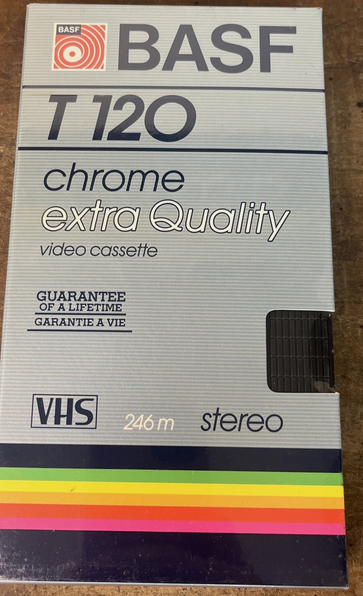 BASF
BASF
T 120
chrome
extra Quality
video cassette
GUARANTEE
OF A LIFETIME
GARANTIE A VIE
VHS
246 m
stereo